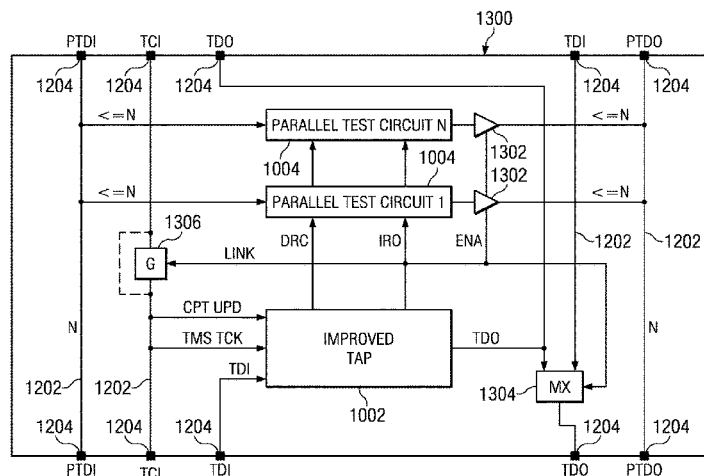 PTDI TCI TDO 1300 TDI PTDO
1204 1204 1204 1204 1204
<=N PARALLEL TEST CIRCUIT N <=N
1004 1302
1004 1302
<=N PARALLEL TEST CIRCUIT 1 <=N
1306 DRC IRO ENA 1202 1202
G LINK
CPT UPD
N TMS TCK IMPROVED TAP TDO N
TDI MX
1202 1202 1304
1204 1204 1204 1002 1204 1204
PTDI TCI TDI TDO PTDO